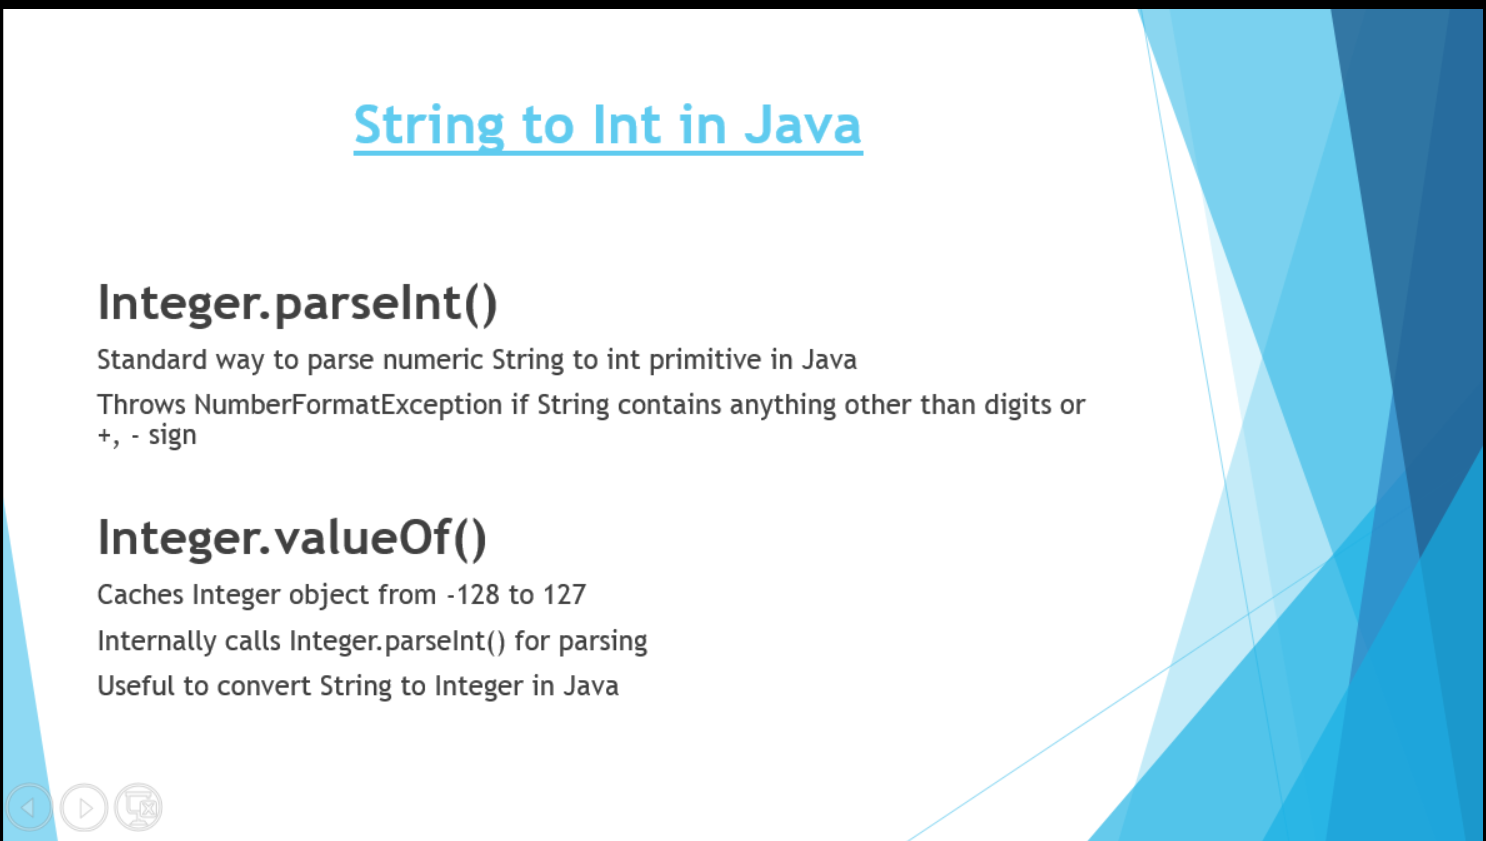 String to Int in Java
Integer.parseInt()
Standard way to parse numeric String to int primitive in Java
Throws NumberFormatException if String contains anything other than digits or
+, - sign
Integer.valueOf()
Caches Integer object from -128 to 127
Internally calls Integer.parseInt() for parsing
Useful to convert String to Integer in Java